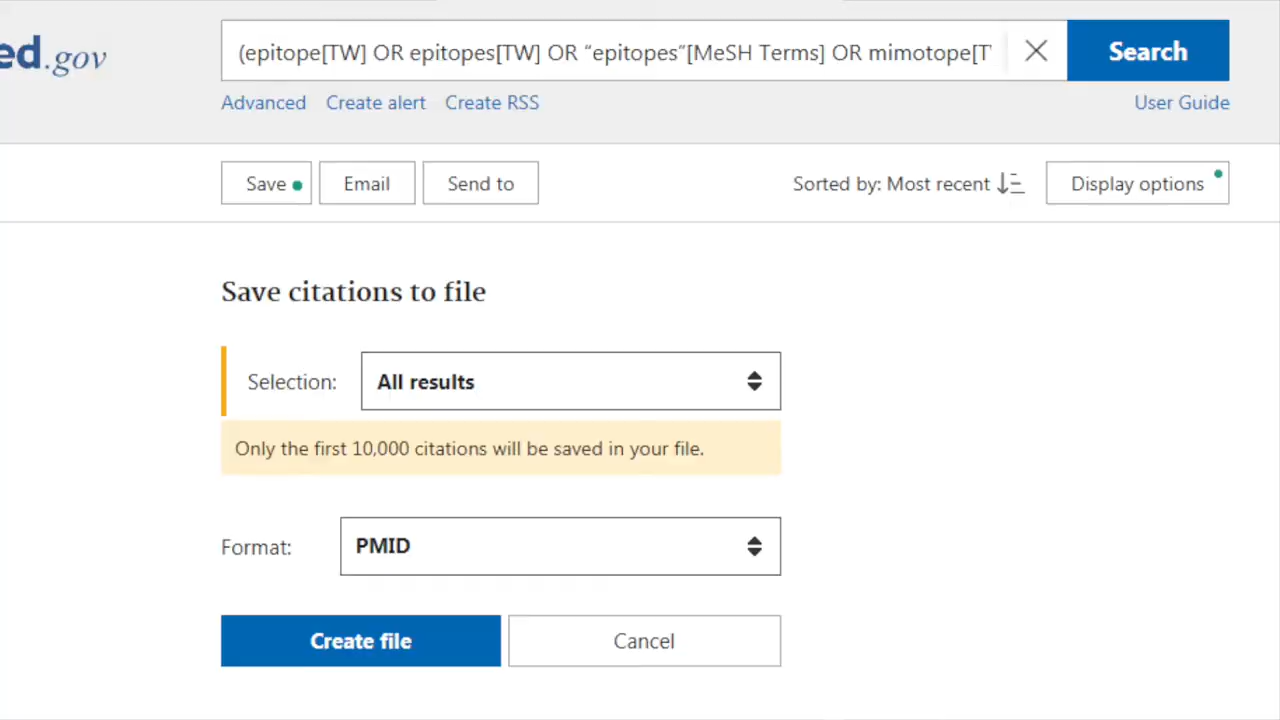 ed.gov
(epitope[TW] OR epitopes[TW] OR “epitopes”[MeSH Terms] OR mimotope[T
Search
Advanced Create alert Create RSS User Guide
Save Email Send to Sorted by: Most recent Display options
Save citations to file
Selection: All results
Only the first 10,000 citations will be saved in your file.
Format: PMID
Create file Cancel